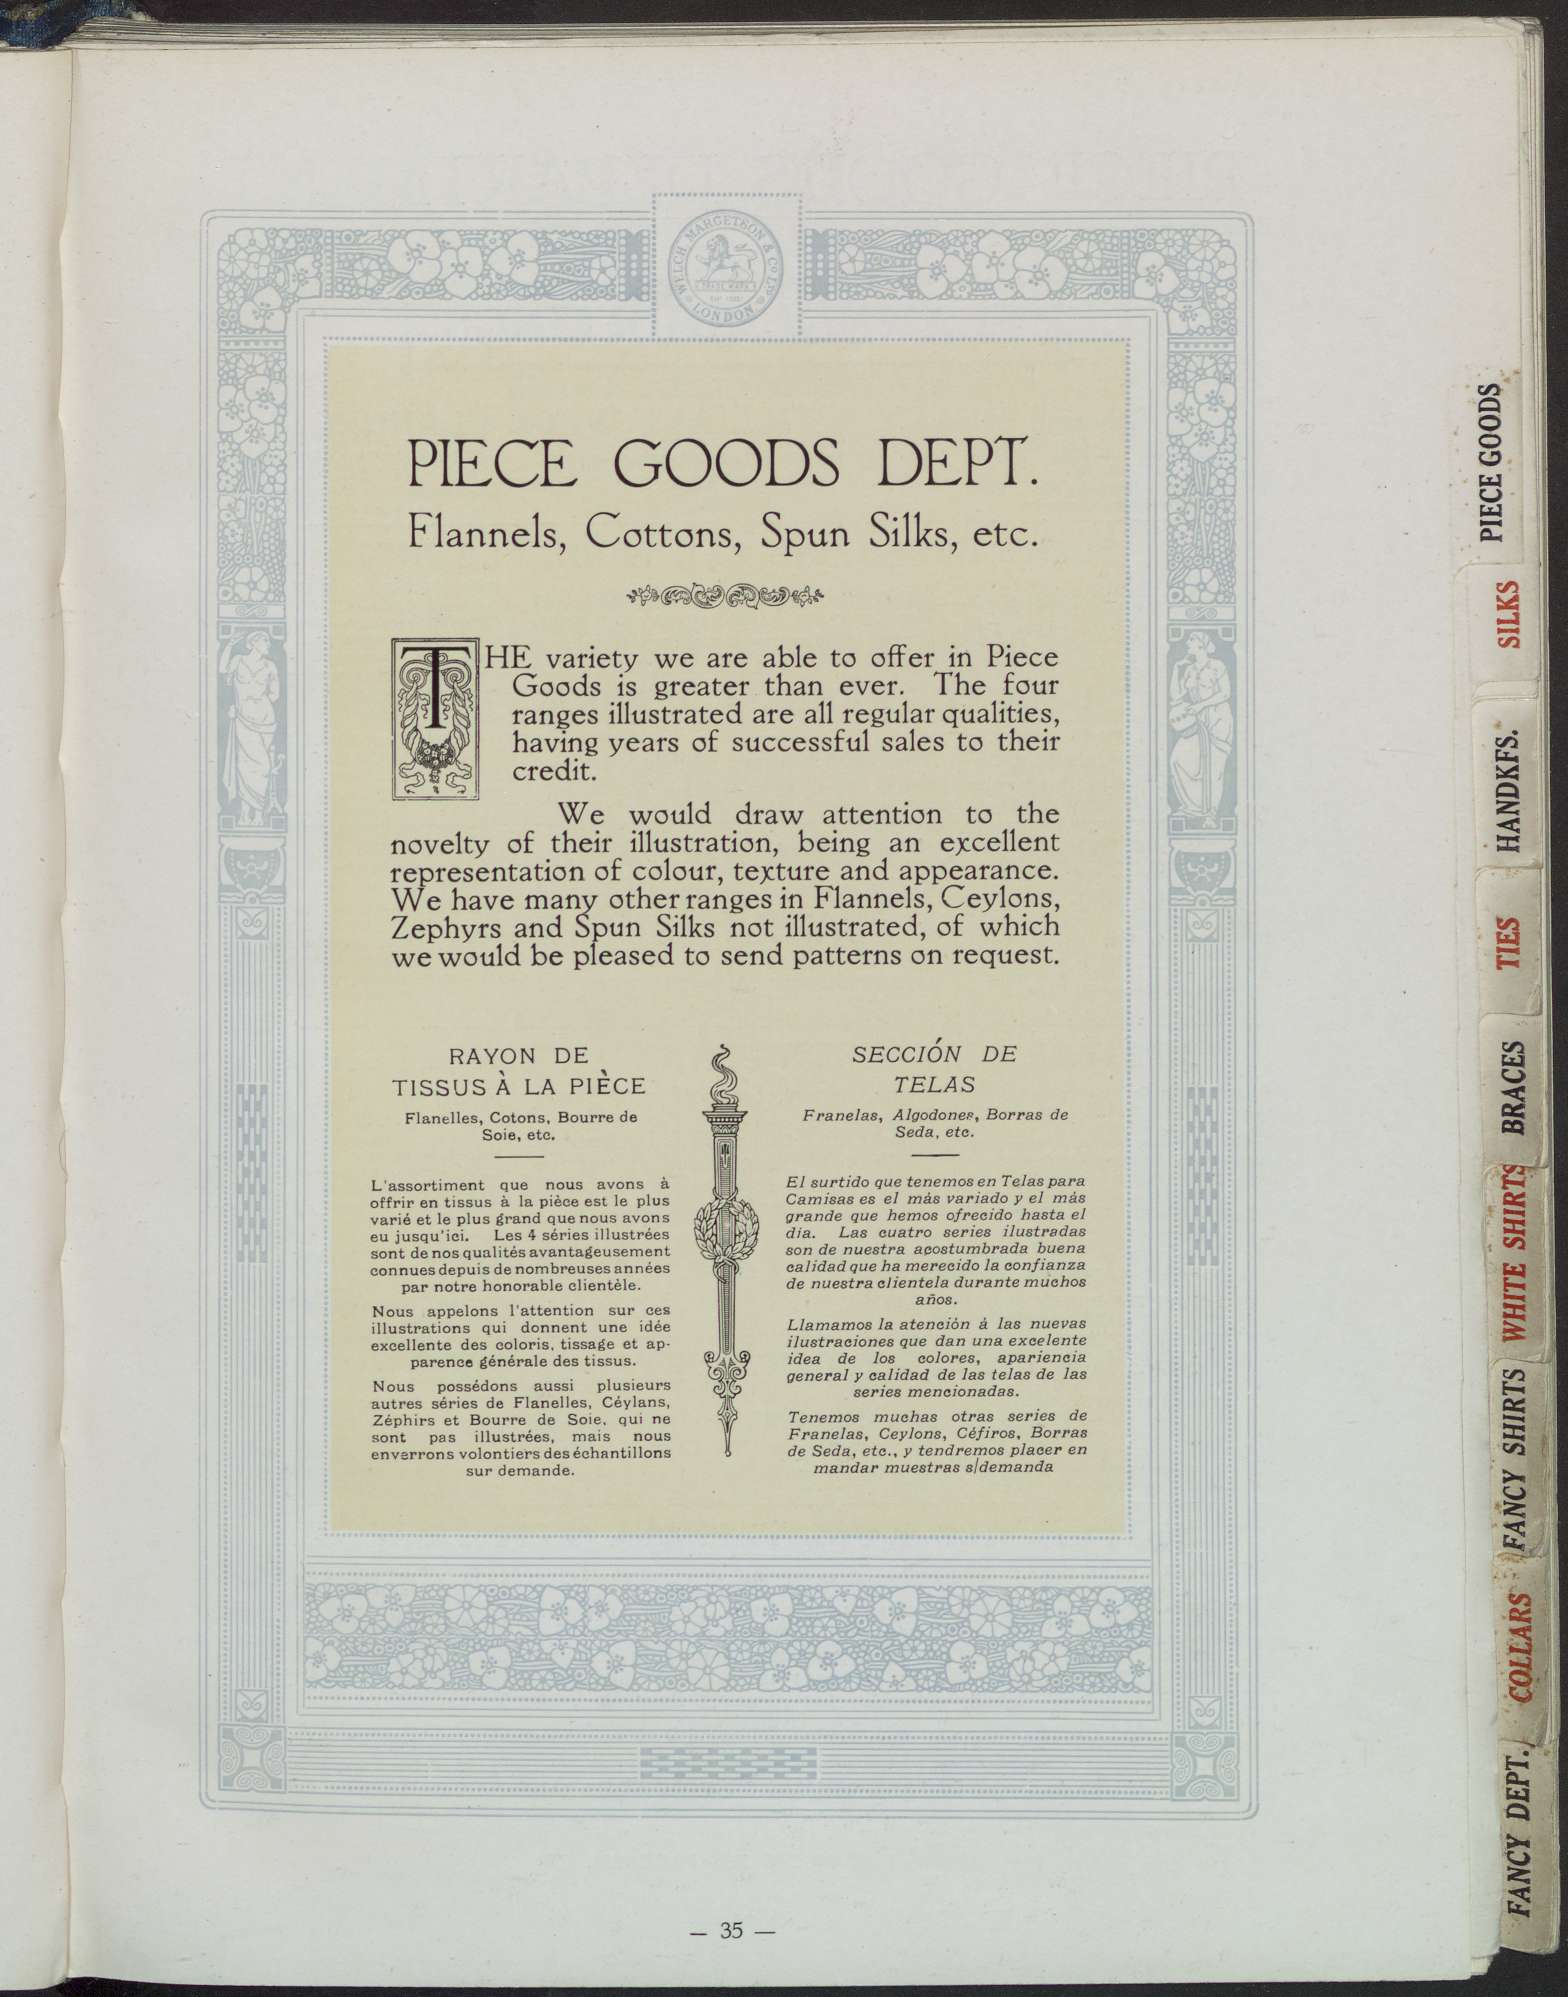 WELCH, MARGETSON & Co LTD
TRADE MARK
LONDON
PIECE GOODS DEPT.
Flannels, Cottons, Spun Silks, etc.
THE variety we are able to offer in Piece
Goods is greater than ever. The four
ranges illustrated are all regular qualities,
having years of successful sales to their
credit.
We would draw attention to the
novelty of their illustration, being an excellent
representation of colour, texture and appearance.
We have many other ranges in Flannels, Ceylons,
Zephyrs and Spun Silks not illustrated, of which
we would be pleased to send patterns on request.
RAYON DE
TISSUS À LA PIÈCE
Flanelles, Cotons, Bourre de
Soie, etc.
L'assortiment que nous avons à
offrir en tissus à la pièce est le plus
varié et le plus grand que nous avons
eu jusqu'ici. Les 4 séries illustrées
sont de nos qualités avantageusement
connues depuis de nombreuses années
par notre honorable clientèle.
Nous appelons l'attention sur ces
illustrations qui donnent une idée
excellente des coloris, tissage et ap-
parence générale des tissus.
Nous possédons aussi plusieurs
autres séries de Flanelles, Céylans,
Zéphirs et Bourre de Soie, qui ne
sont pas illustrées, mais nous
enverrons volontiers des échantillons
sur demande.
SECCIÓN DE
TELAS
Franelas, Algodones, Borras de
Seda, etc.
El surtido que tenemos en Telas para
Camisas es el más variado y el más
grande que hemos ofrecido hasta el
dia. Las cuatro series ilustradas
son de nuestra acostumbrada buena
calidad que ha merecido la confianza
de nuestra clientela durante muchos
años.
Llamamos la atención á las nuevas
ilustraciones que dan una excelente
idea de los colores, apariencia
general y calidad de las telas de las
series mencionadas.
Tenemos muchas otras series de
Franelas, Ceylons, Céfiros, Borras
de Seda, etc., y tendremos placer en
mandar muestras s/demanda
— 35 —
PIECE GOODS
SILKS
HANDKFS.
TIES
BRACES
WHITE SHIRTS
FANCY SHIRTS
COLLARS
FANCY DEPT.